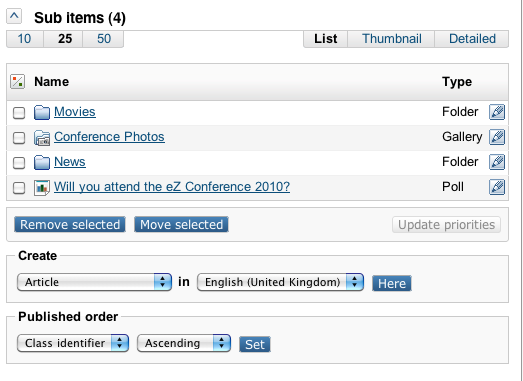 Sub items (4)
10 25 50 List Thumbnail Detailed
Name Type
Movies Folder
Conference Photos Gallery
News Folder
Will you attend the eZ Conference 2010? Poll
Remove selected Move selected Update priorities
Create
Article in English (United Kingdom) Here
Published order
Class identifier Ascending Set